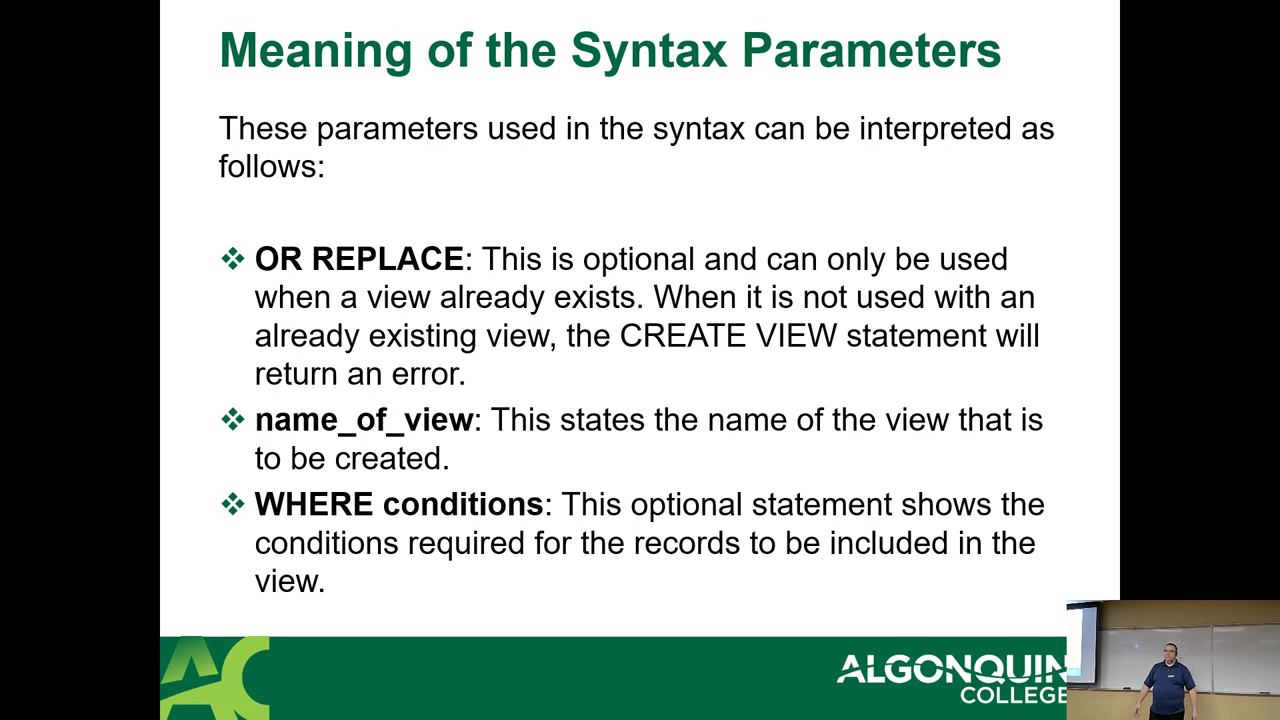 Meaning of the Syntax Parameters
These parameters used in the syntax can be interpreted as
follows:
❖ OR REPLACE: This is optional and can only be used
when a view already exists. When it is not used with an
already existing view, the CREATE VIEW statement will
return an error.
❖ name_of_view: This states the name of the view that is
to be created.
❖ WHERE conditions: This optional statement shows the
conditions required for the records to be included in the
view.
AC
ALGONQUIN
COLLEGE